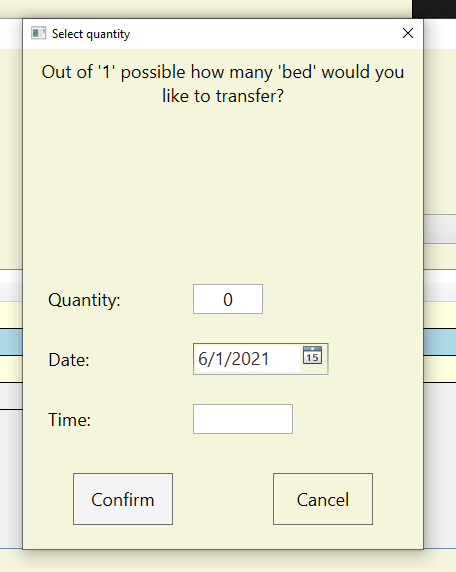 Select quantity
Out of '1' possible how many 'bed' would you
like to transfer?
Quantity: 0
Date: 6/1/2021 15
Time:
Confirm Cancel